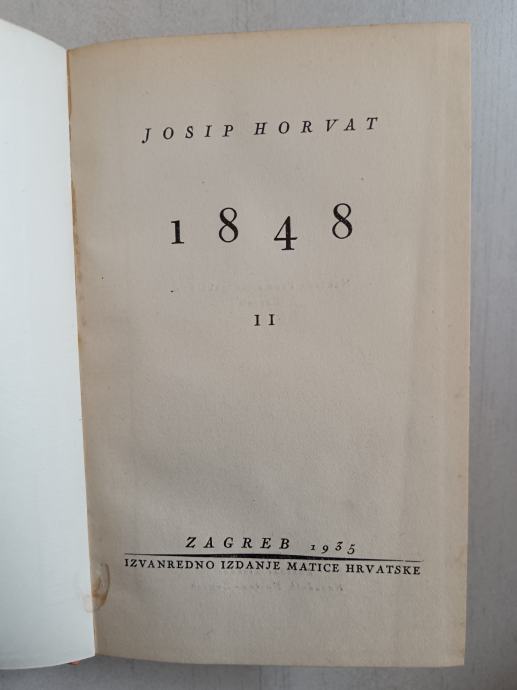 JOSIP HORVAT
1848
II
ZAGREB 1935
IZVANREDNO IZDANJE MATICE HRVATSKE